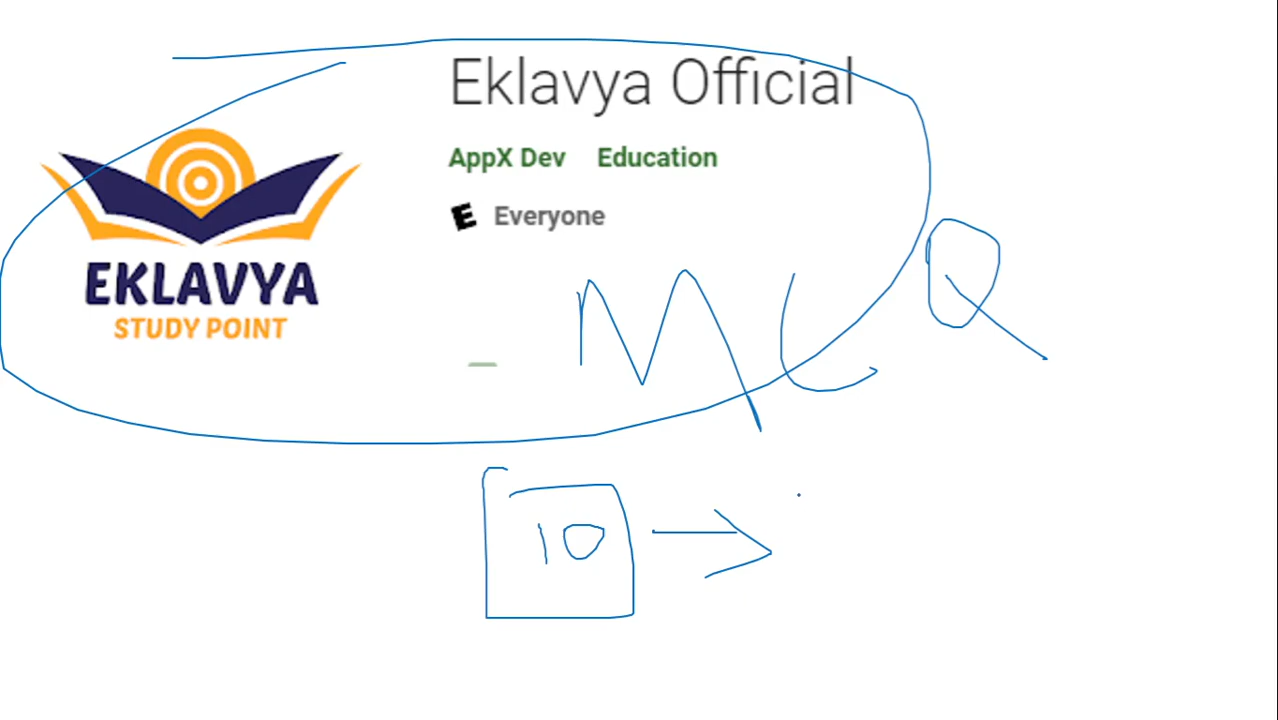 Eklavya Official
AppX Dev Education
E Everyone
EKLAVYA
STUDY POINT
MCQ
10